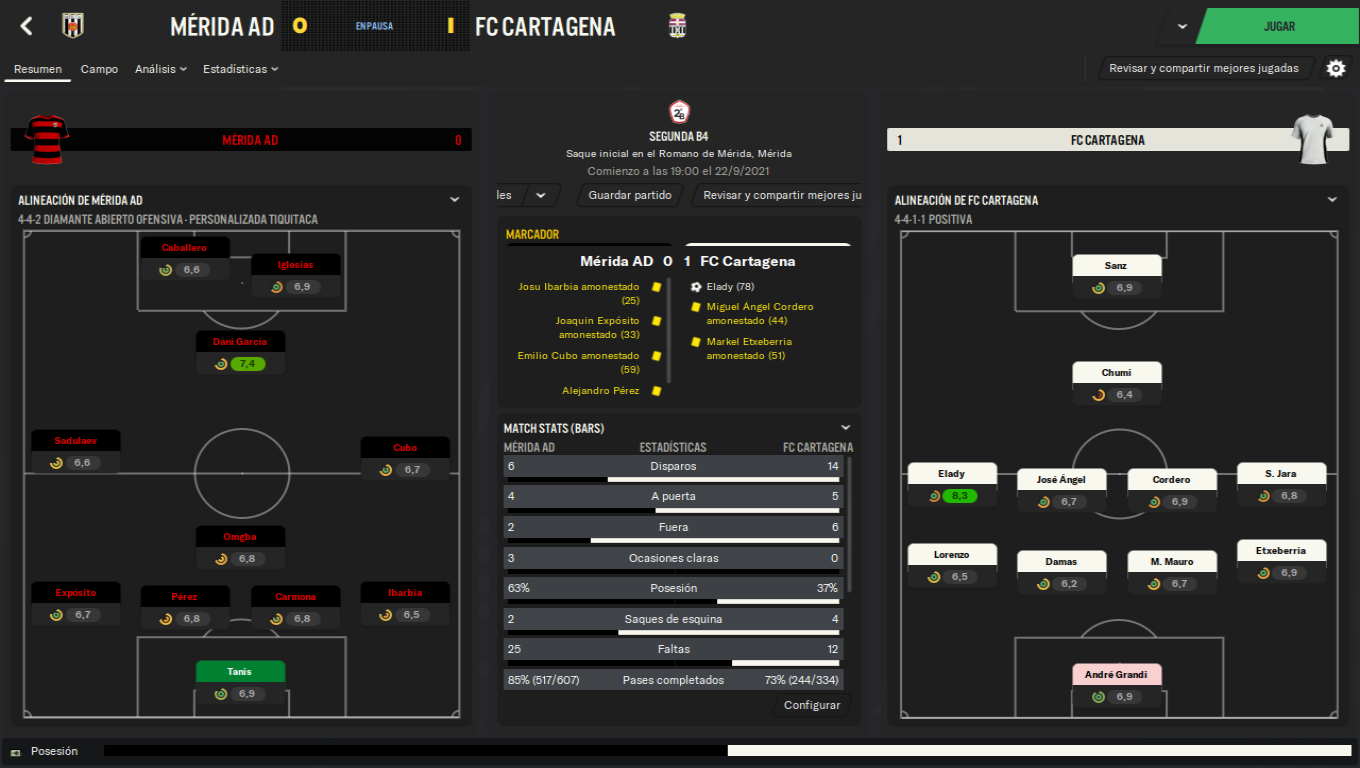 MÉRIDA AD 0 EN PAUSA 1 FC CARTAGENA
JUGAR
Resumen Campo Análisis Estadísticas
Revisar y compartir mejores jugadas
MÉRIDA AD 0
2B
SEGUNDA B4
Saque inicial en el Romano de Mérida, Mérida
Comienzo a las 19:00 el 22/9/2021
les Guardar partido Revisar y compartir mejores ju
1 FC CARTAGENA
ALINEACIÓN DE MÉRIDA AD
4-4-2 DIAMANTE ABIERTO OFENSIVA - PERSONALIZADA TIQUITACA
Caballero
6,6
Iglesias
6,9
Dani García
7,4
Sadulaev
6,6
Cubo
6,7
Omgba
6,8
Expósito
6,7
Pérez
6,8
Carmona
6,8
Ibarbia
6,5
Tanis
6,9
MARCADOR
Mérida AD 0 1 FC Cartagena
Josu Ibarbia amonestado
(25)
Joaquín Expósito
amonestado (33)
Emilio Cubo amonestado
(59)
Alejandro Pérez
Elady (78)
Miguel Ángel Cordero
amonestado (44)
Markel Etxeberria
amonestado (51)
MATCH STATS (BARS)
MÉRIDA AD ESTADÍSTICAS FC CARTAGENA
6 Disparos 14
4 A puerta 5
2 Fuera 6
3 Ocasiones claras 0
63% Posesión 37%
2 Saques de esquina 4
25 Faltas 12
85% (517/607) Pases completados 73% (244/334)
Configurar
ALINEACIÓN DE FC CARTAGENA
4-4-1-1 POSITIVA
Sanz
6,9
Chumi
6,4
Elady
8,3
José Ángel
6,7
Cordero
6,9
S. Jara
6,8
Lorenzo
6,5
Damas
6,2
M. Mauro
6,7
Etxeberria
6,9
André Grandi
6,9
Posesión